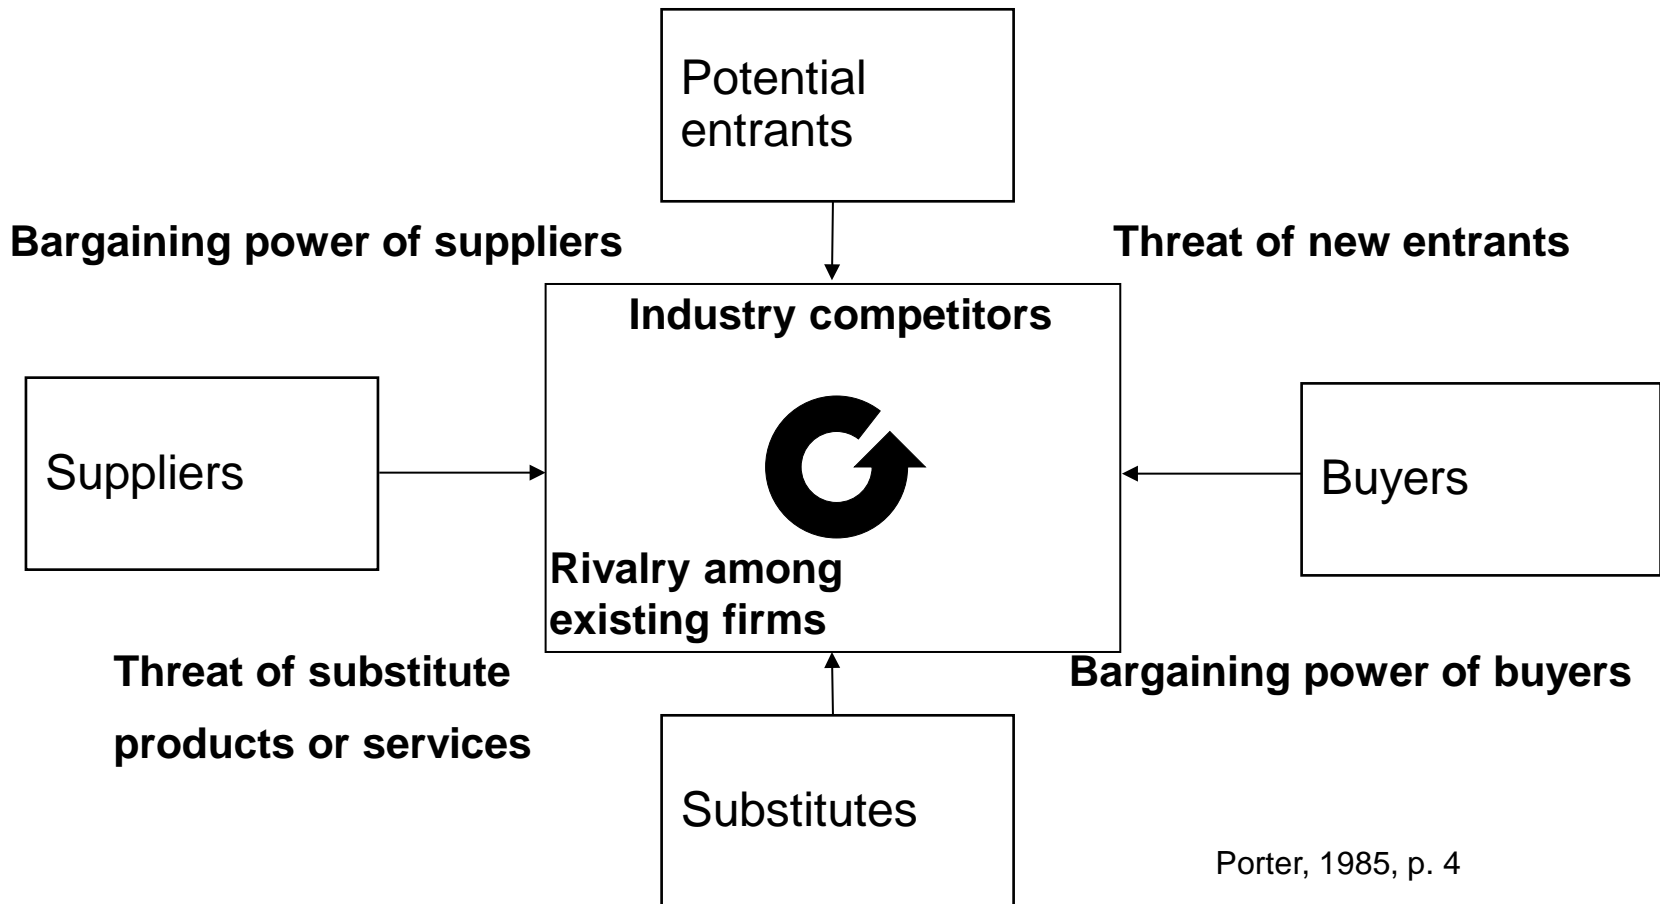 Potential
entrants
Bargaining power of suppliers
Threat of new entrants
Industry competitors
Suppliers
Buyers
Rivalry among
existing firms
Threat of substitute
products or services
Bargaining power of buyers
Substitutes
Porter, 1985, p. 4